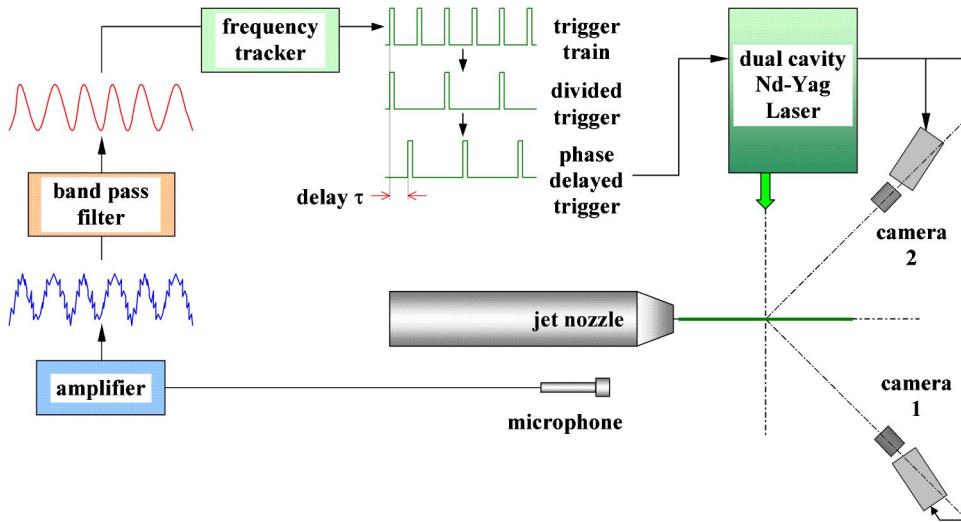 frequency
tracker
trigger
train
divided
trigger
phase
delayed
trigger
delay τ
dual cavity
Nd-Yag
Laser
band pass
filter
camera
2
jet nozzle
amplifier
microphone
camera
1